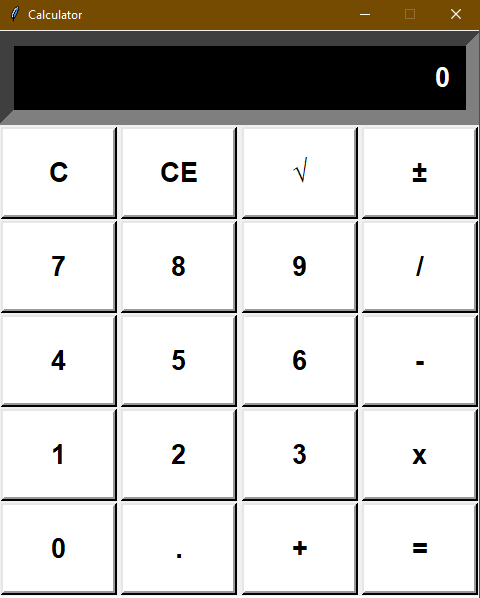 Calculator
0
C CE √ ±
7 8 9 /
4 5 6 -
1 2 3 x
0 . + =